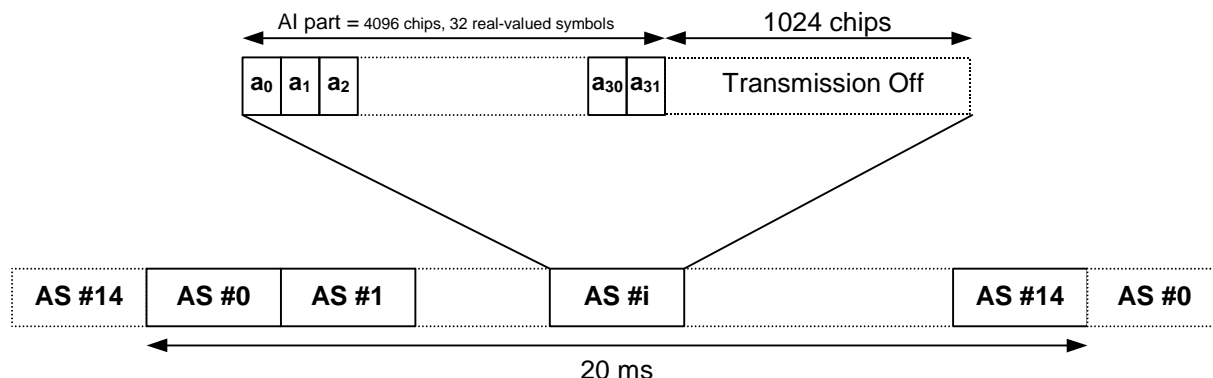 AI part = 4096 chips, 32 real-valued symbols
1024 chips
a0 a1 a2 a30 a31 Transmission Off
AS #14 AS #0 AS #1 AS #i AS #14 AS #0
20 ms